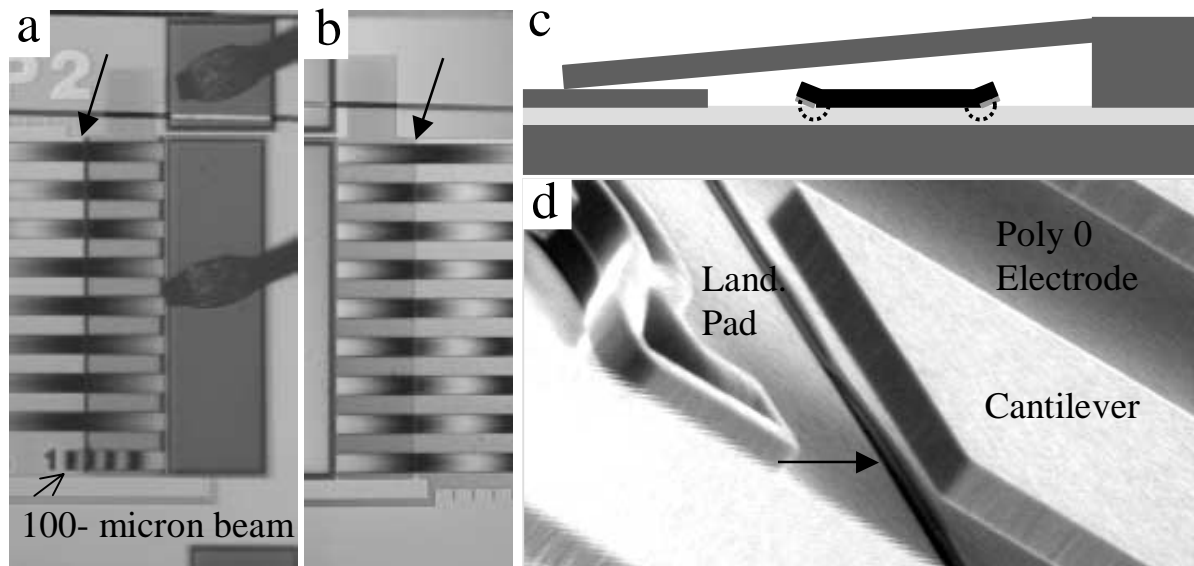 a
P2
100- micron beam
b
c
d
Land.
Pad
Poly 0
Electrode
Cantilever